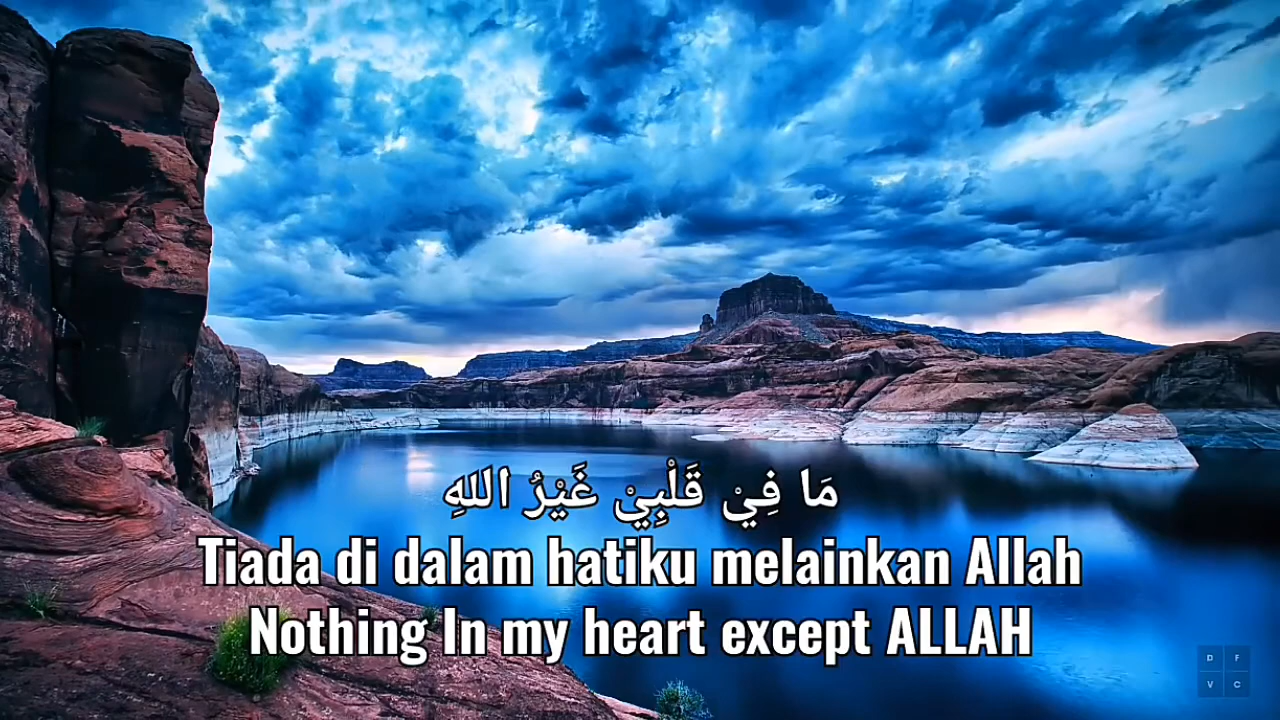 مَا فِيْ قَلْبِيْ غَيْرُ اللهِ
Tiada di dalam hatiku melainkan Allah
Nothing In my heart except ALLAH
D F
V C